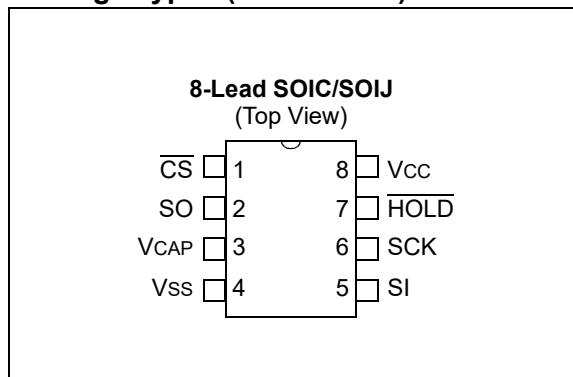 8-Lead SOIC/SOIJ
(Top View)
CS 1 8 VCC
SO 2 7 HOLD
VCAP 3 6 SCK
VSS 4 5 SI